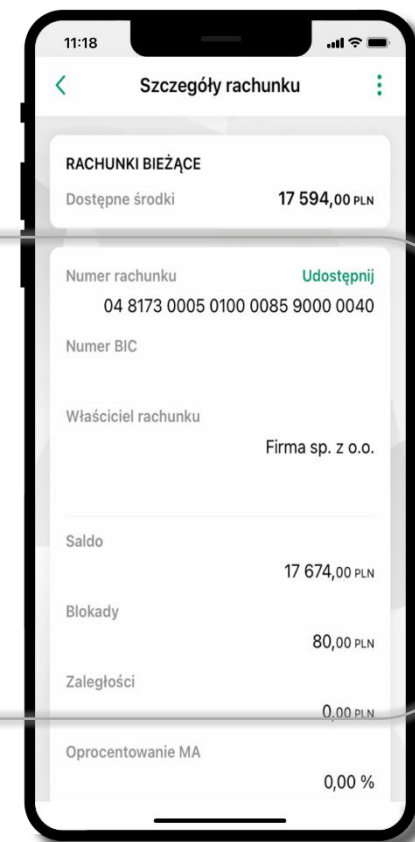 11:18
Szczegóły rachunku
RACHUNKI BIEŻĄCE
Dostępne środki 17 594,00 PLN
Numer rachunku Udostępnij
04 8173 0005 0100 0085 9000 0040
Numer BIC
Właściciel rachunku
Firma sp. z o.o.
Saldo
17 674,00 PLN
Blokady
80,00 PLN
Zaległości
0,00 PLN
Oprocentowanie MA
0,00 %